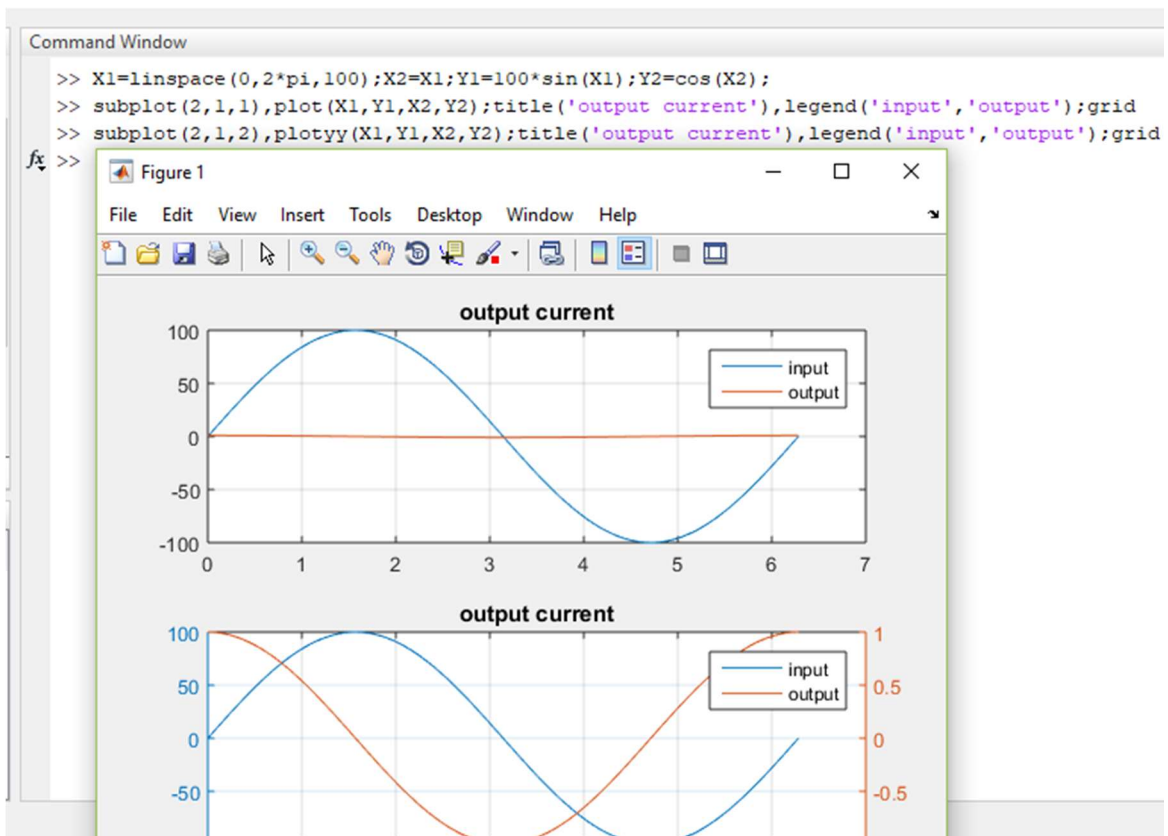 Command Window
>> X1=linspace(0,2*pi,100);X2=X1;Y1=100*sin(X1);Y2=cos(X2);
>> subplot(2,1,1),plot(X1,Y1,X2,Y2);title('output current'),legend('input','output');grid
>> subplot(2,1,2),plotyy(X1,Y1,X2,Y2);title('output current'),legend('input','output');grid
fx >>
Figure 1
File Edit View Insert Tools Desktop Window Help
output current
100
50
0
-50
-100
input
output
0 1 2 3 4 5 6 7
output current
100
50
0
-50
input
output
1
0.5
0
-0.5